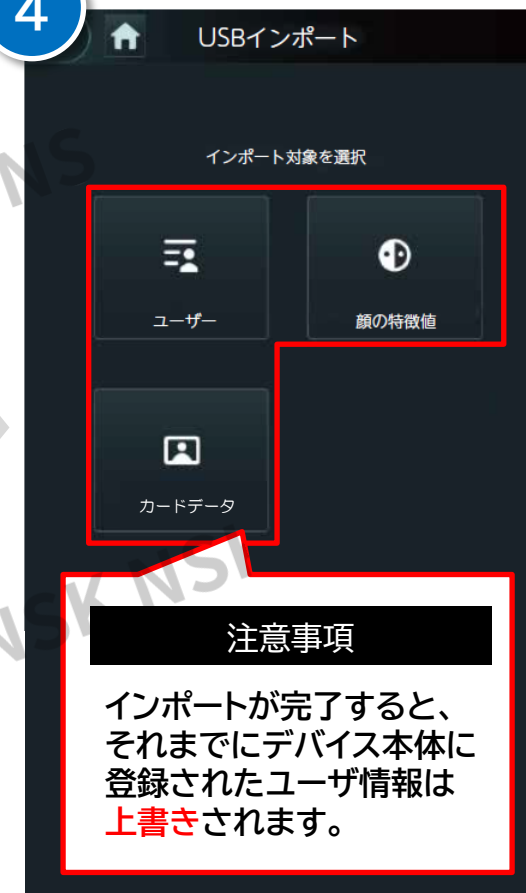 4
USBインポート
インポート対象を選択
ユーザー
顔の特徴値
カードデータ
注意事項
インポートが完了すると、
それまでにデバイス本体に
登録されたユーザ情報は
上書きされます。
NS
NSK NSK